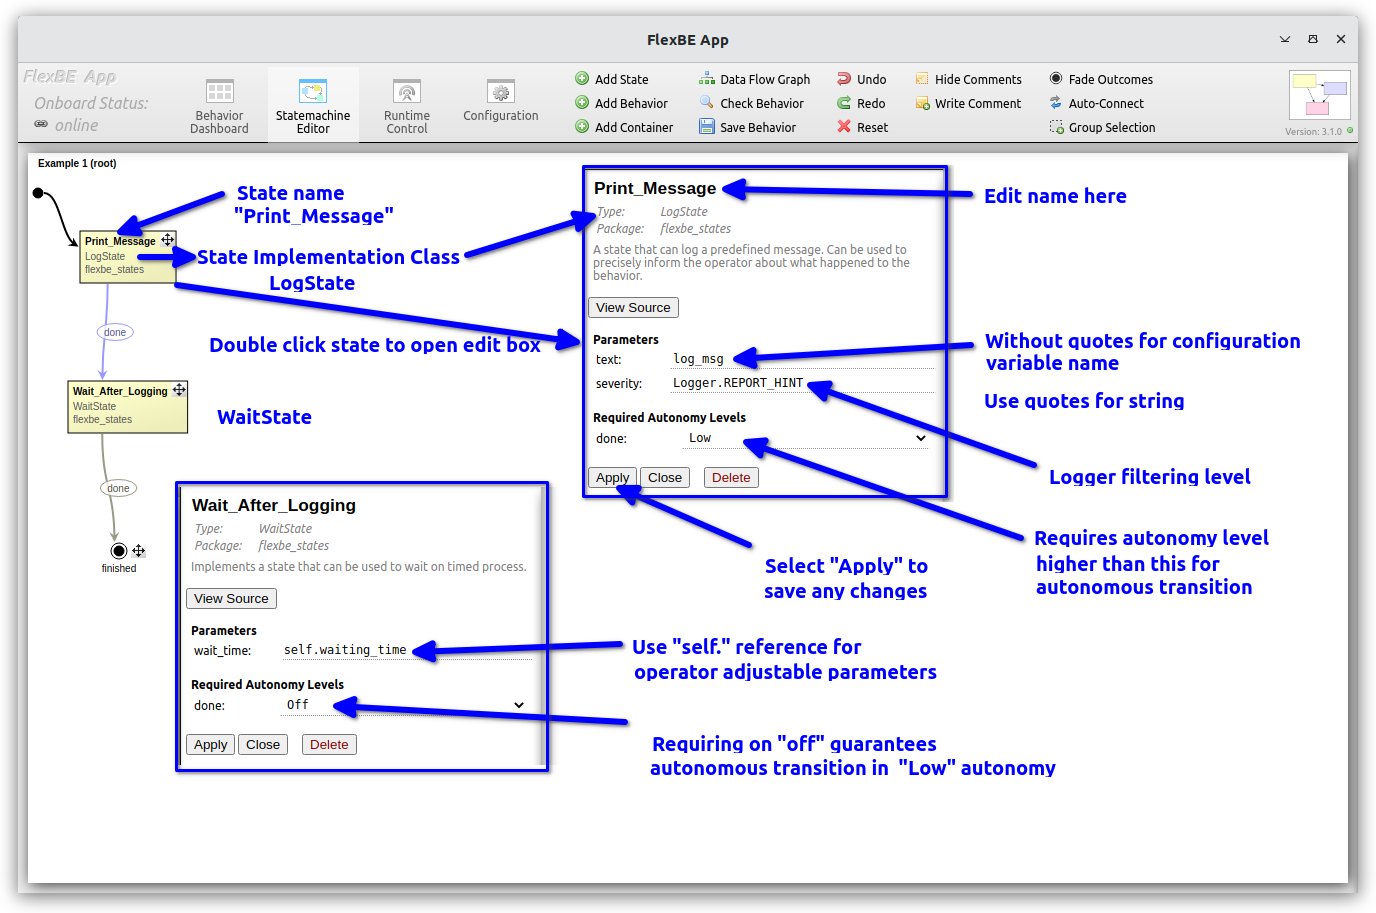 FlexBE App
FlexBE App
Onboard Status:
online
Behavior
Dashboard
Statemachine
Editor
Runtime
Control
Configuration
Add State
Add Behavior
Add Container
Data Flow Graph
Check Behavior
Save Behavior
Undo
Redo
Reset
Hide Comments
Write Comment
Fade Outcomes
Auto-Connect
Group Selection
Version: 3.1.0
Example 1 (root)
State name
"Print_Message"
Print_Message
LogState
flexbe_states
State Implementation Class
LogState
done
Double click state to open edit box
Wait_After_Logging
WaitState
flexbe_states
WaitState
done
finished
Print_Message
Type: LogState
Package: flexbe_states
A state that can log a predefined message. Can be used to
precisely inform the operator about what happened to the
behavior.
View Source
Parameters
text: log_msg
severity: Logger.REPORT_HINT
Required Autonomy Levels
done: Low
Apply Close Delete
Edit name here
Without quotes for configuration
variable name
Use quotes for string
Logger filtering level
Requires autonomy level
higher than this for
autonomous transition
Select "Apply" to
save any changes
Wait_After_Logging
Type: WaitState
Package: flexbe_states
Implements a state that can be used to wait on timed process.
View Source
Parameters
wait_time: self.waiting_time
Required Autonomy Levels
done: Off
Apply Close Delete
Use "self." reference for
operator adjustable parameters
Requiring on "off" guarantees
autonomous transition in "Low" autonomy